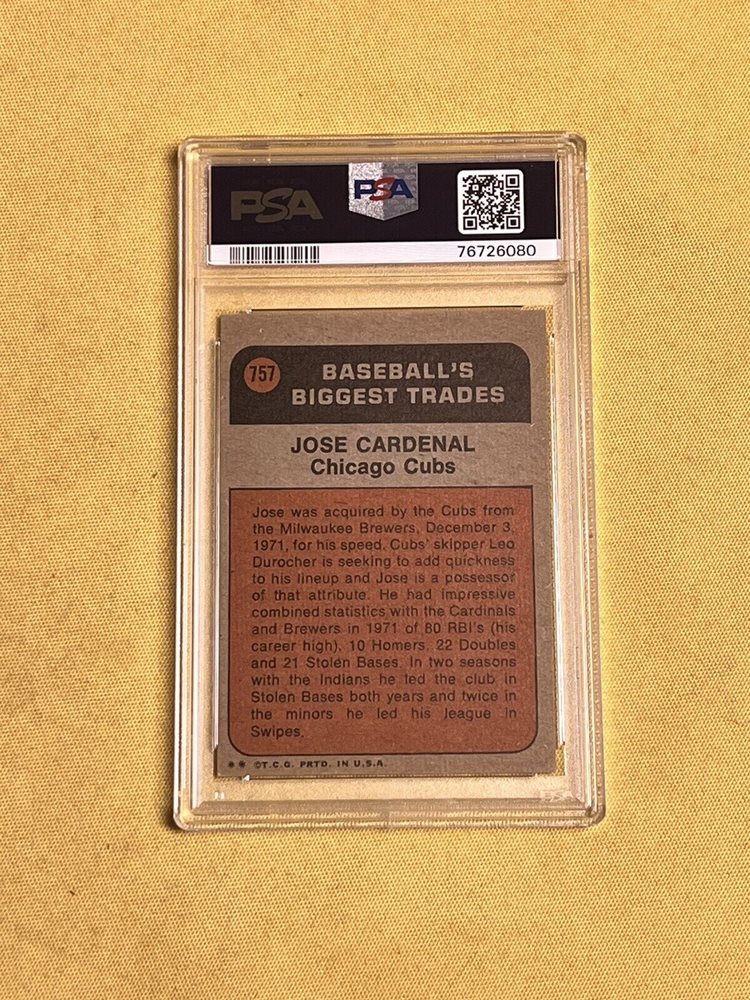 PSA
PSA
76726080
757
BASEBALL'S
BIGGEST TRADES
JOSE CARDENAL
Chicago Cubs
Jose was acquired by the Cubs from
the Milwaukee Brewers, December 3,
1971, for his speed. Cubs' skipper Leo
Durocher is seeking to add quickness
to his lineup and Jose is a possessor
of that attribute. He had impressive
combined statistics with the Cardinals
and Brewers in 1971 of 80 RBI's (his
career high), 10 Homers, 22 Doubles
and 21 Stolen Bases. In two seasons
with the Indians he led the club in
Stolen Bases both years and twice in
the minors he led his league in
Swipes.
** ©T.C.G. PRTD. IN U.S.A.